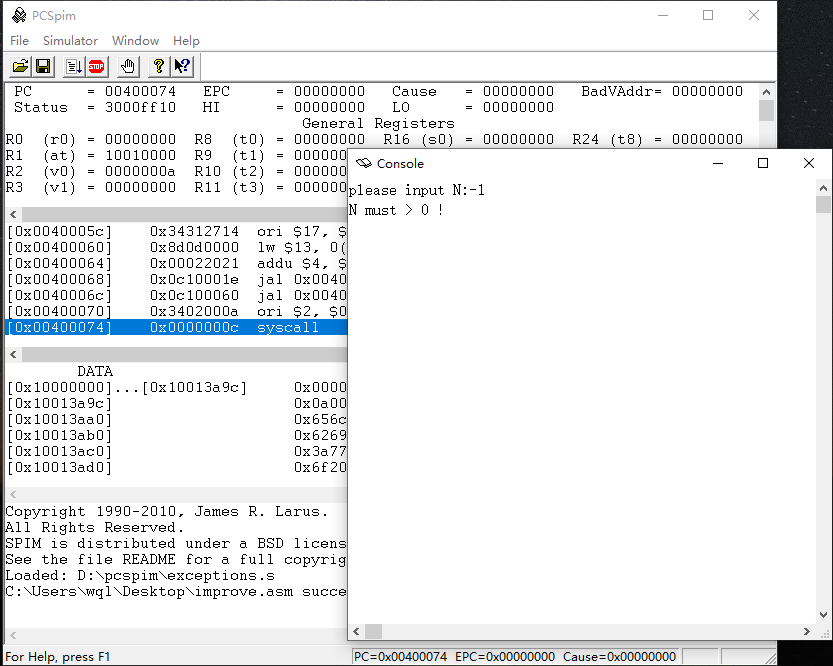 PCSpim
File Simulator Window Help
PC = 00400074 EPC = 00000000 Cause = 00000000 BadVAddr= 00000000
Status = 3000ff10 HI = 00000000 LO = 00000000
General Registers
R0 (r0) = 00000000 R8 (t0) = 00000000 R16 (s0) = 00000000 R24 (t8) = 00000000
R1 (at) = 10010000 R9 (t1) = 000000
R2 (v0) = 0000000a R10 (t2) = 000000
R3 (v1) = 00000000 R11 (t3) = 000000
[0x0040005c] 0x34312714 ori $17, $
[0x00400060] 0x8d0d0000 lw $13, 0(
[0x00400064] 0x00022021 addu $4, $
[0x00400068] 0x0c10001e jal 0x0040
[0x0040006c] 0x0c100060 jal 0x0040
[0x00400070] 0x3402000a ori $2, $0
[0x00400074] 0x0000000c syscall
DATA
[0x10000000]...[0x10013a9c] 0x0000
[0x10013a9c] 0x0a00
[0x10013aa0] 0x656c
[0x10013ab0] 0x6269
[0x10013ac0] 0x3a77
[0x10013ad0] 0x6f20
Copyright 1990-2010, James R. Larus.
All Rights Reserved.
SPIM is distributed under a BSD licens
See the file README for a full copyrig
Loaded: D:\pcspim\exceptions.s
C:\Users\wql\Desktop\improve.asm succe
For Help, press F1
PC=0x00400074 EPC=0x00000000 Cause=0x00000000
Console
please input N:-1
N must > 0 !